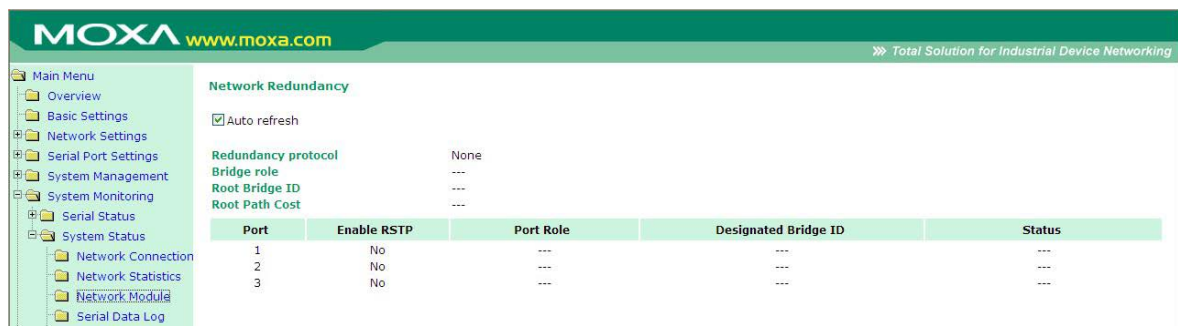 MOXA www.moxa.com
Total Solution for Industrial Device Networking
Main Menu
Overview
Basic Settings
Network Settings
Serial Port Settings
System Management
System Monitoring
Serial Status
System Status
Network Connection
Network Statistics
Network Module
Serial Data Log
Network Redundancy
Auto refresh
Redundancy protocol None
Bridge role ---
Root Bridge ID ---
Root Path Cost ---
Port Enable RSTP Port Role Designated Bridge ID Status
1 No --- --- ---
2 No --- --- ---
3 No --- --- ---